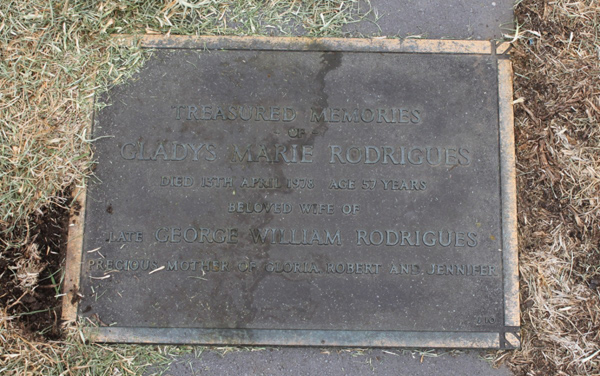 TREASURED MEMORIES
OF
GLADYS MARIE RODRIGUES
DIED 15TH APRIL 1978 AGE 57 YEARS
BELOVED WIFE OF
LATE GEORGE WILLIAM RODRIGUES
PRECIOUS MOTHER OF GLORIA ROBERT AND JENNIFER